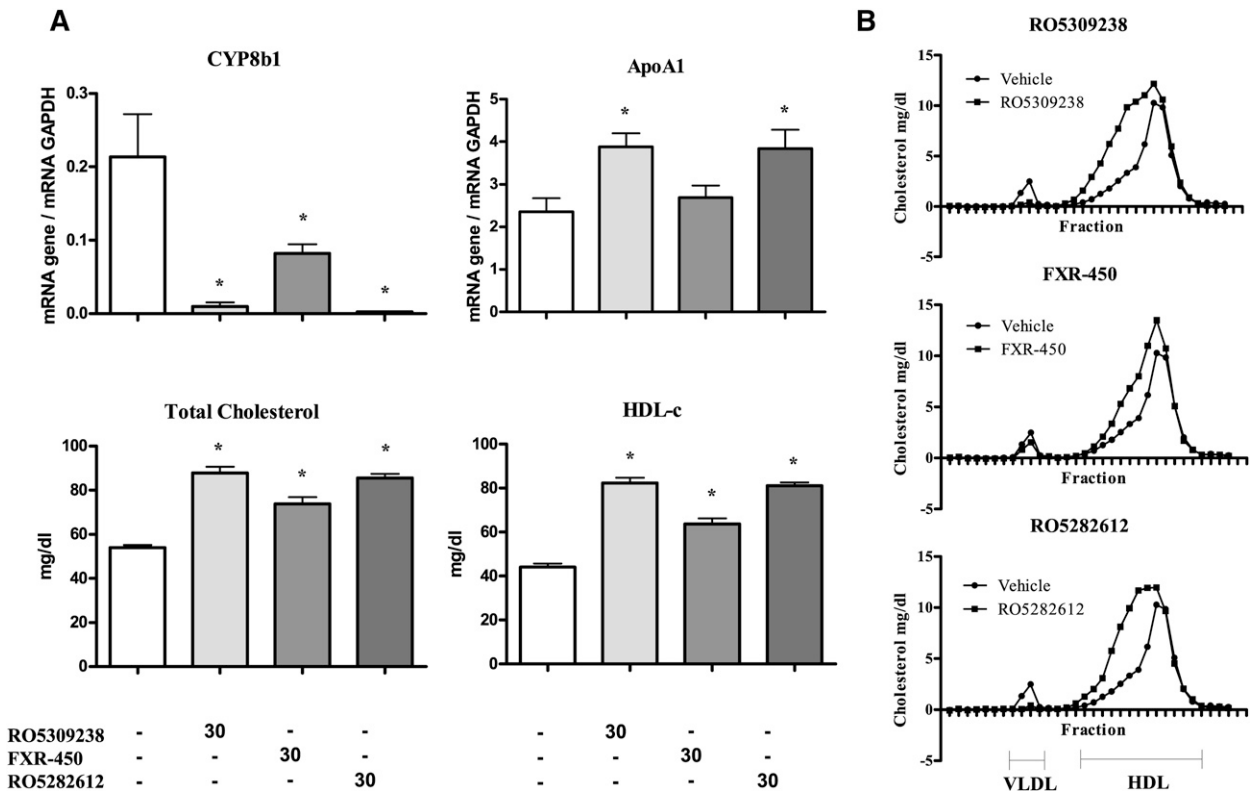 A
CYP8b1
mRNA gene / mRNA GAPDH
0.3
0.2
0.1
0.0
*
*
*
ApoA1
mRNA gene / mRNA GAPDH
5
4
3
2
1
0
*
*
Total Cholesterol
mg/dl
100
80
60
40
20
0
*
*
*
HDL-c
mg/dl
100
80
60
40
20
0
*
*
*
RO5309238 - 30 - - - 30 - -
FXR-450 - - 30 - - - 30 -
RO5282612 - - - 30 - - - 30
B
RO5309238
Cholesterol mg/dl
15
10
5
0
-5
Vehicle
RO5309238
Fraction
FXR-450
Cholesterol mg/dl
15
10
5
0
-5
Vehicle
FXR-450
Fraction
RO5282612
Cholesterol mg/dl
15
10
5
0
-5
Vehicle
RO5282612
Fraction
VLDL HDL